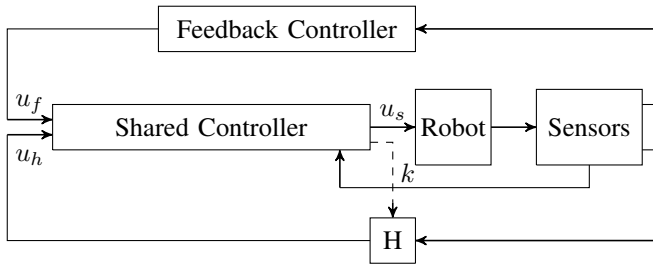 Feedback Controller
u_f
Shared Controller
u_s
Robot
Sensors
u_h
k
H